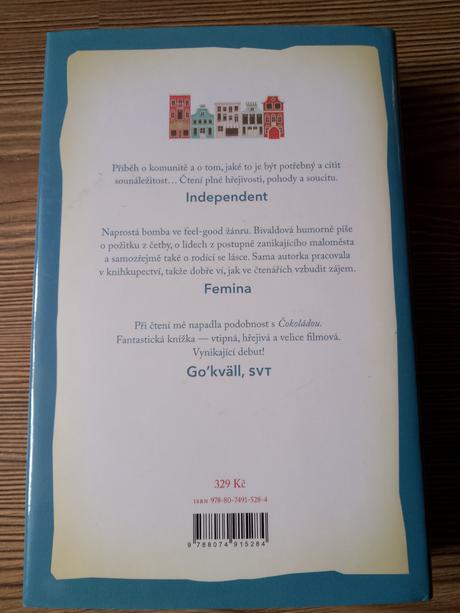 Příběh o komunitě a o tom, jaké to je být potřebný a cítit
sounáležitost... Čtení plné hřejivosti, pohody a soucitu.
Independent
Naprostá bomba ve feel-good žánru. Bivaldová humorně píše
o požitku z četby, o lidech z postupně zanikajícího maloměsta
a samozřejmě také o rodící se lásce. Sama autorka pracovala
v knihkupectví, takže dobře ví, jak ve čtenářích vzbudit zájem.
Femina
Při čtení mě napadla podobnost s Čokoládou.
Fantastická knížka — vtipná, hřejivá a velice filmová.
Vynikající debut!
Go'kväll, SVT
329 Kč
ISBN 978-80-7491-528-4
9 788074 915284